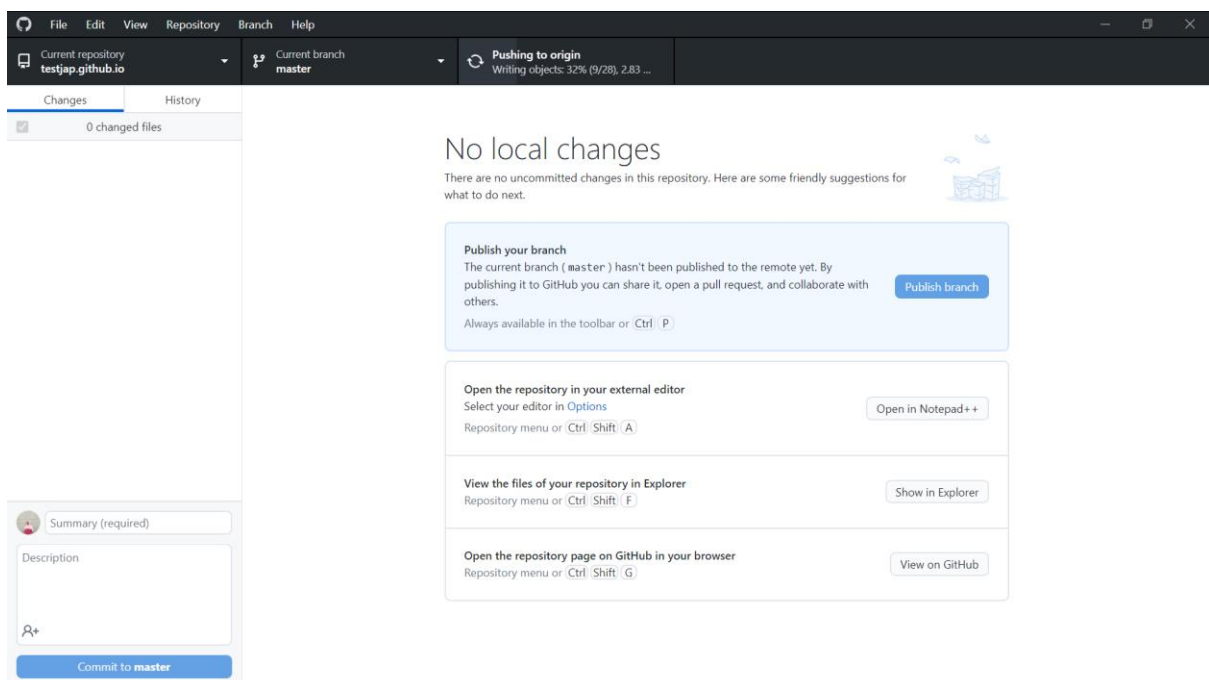 File Edit View Repository Branch Help
Current repository
testjap.github.io
Current branch
master
Pushing to origin
Writing objects: 32% (9/28), 2.83 ...
Changes History
0 changed files
No local changes
There are no uncommitted changes in this repository. Here are some friendly suggestions for
what to do next.
Publish your branch
The current branch (master) hasn't been published to the remote yet. By
publishing it to GitHub you can share it, open a pull request, and collaborate with
others.
Always available in the toolbar or Ctrl P
Publish branch
Open the repository in your external editor
Select your editor in Options
Repository menu or Ctrl Shift A
Open in Notepad++
View the files of your repository in Explorer
Repository menu or Ctrl Shift F
Show in Explorer
Open the repository page on GitHub in your browser
Repository menu or Ctrl Shift G
View on GitHub
Summary (required)
Description
Commit to master